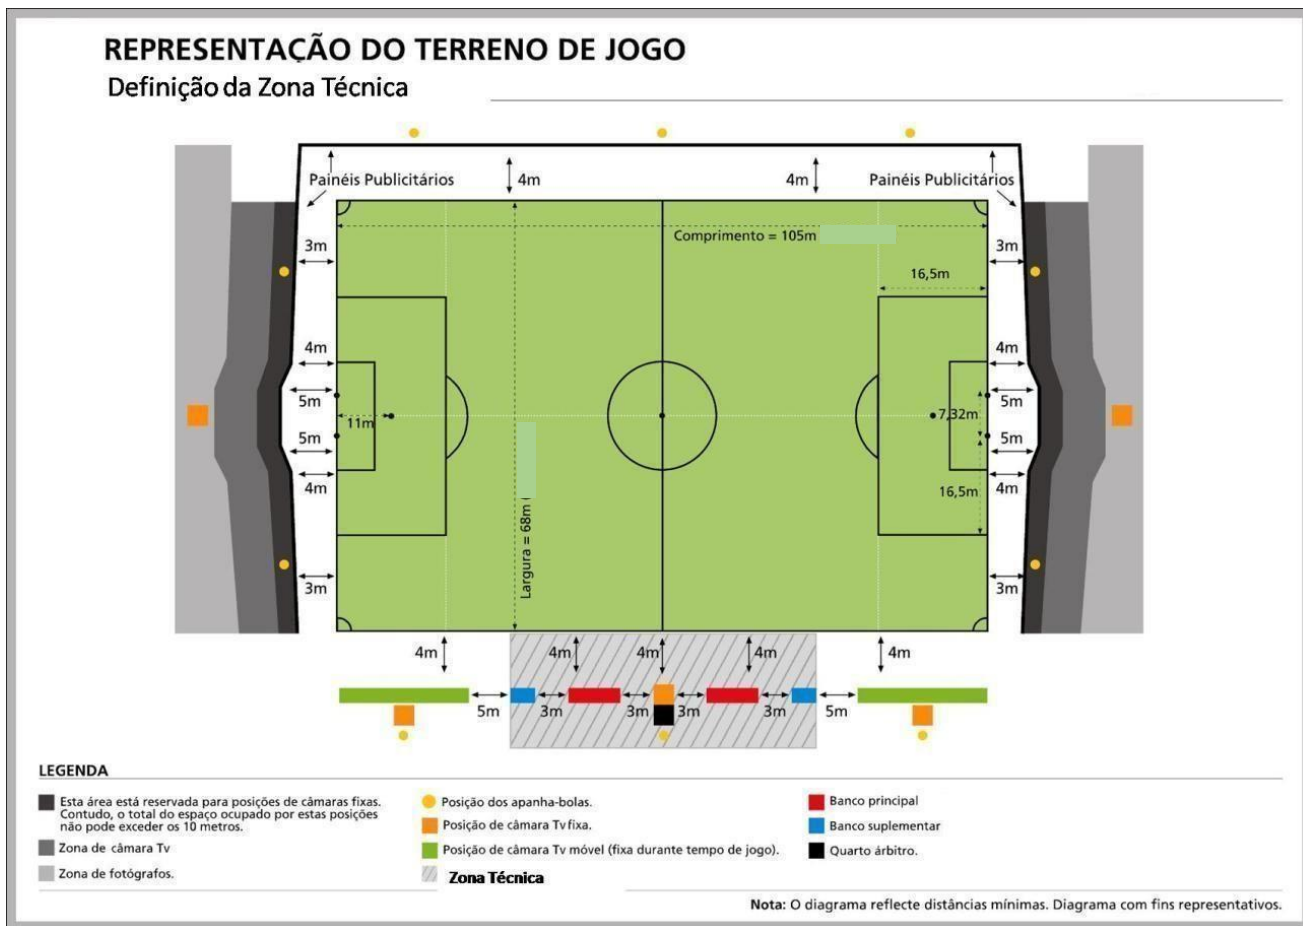 REPRESENTAÇÃO DO TERRENO DE JOGO
Definição da Zona Técnica
Painéis Publicitários
4m
4m
Painéis Publicitários
Comprimento = 105m
3m
3m
16,5m
4m
4m
5m
5m
11m
7,32m
5m
5m
4m
4m
16,5m
Largura = 68m (
3m
3m
4m
4m
4m
4m
4m
5m
3m
3m
3m
3m
5m
LEGENDA
Esta área está reservada para posições de câmaras fixas.
Contudo, o total do espaço ocupado por estas posições
não pode exceder os 10 metros.
Zona de câmara Tv
Zona de fotógrafos.
Posição dos apanha-bolas.
Posição de câmara Tv fixa.
Posição de câmara Tv móvel (fixa durante tempo de jogo).
Zona Técnica
Banco principal
Banco suplementar
Quarto árbitro.
Nota: O diagrama reflecte distâncias mínimas. Diagrama com fins representativos.